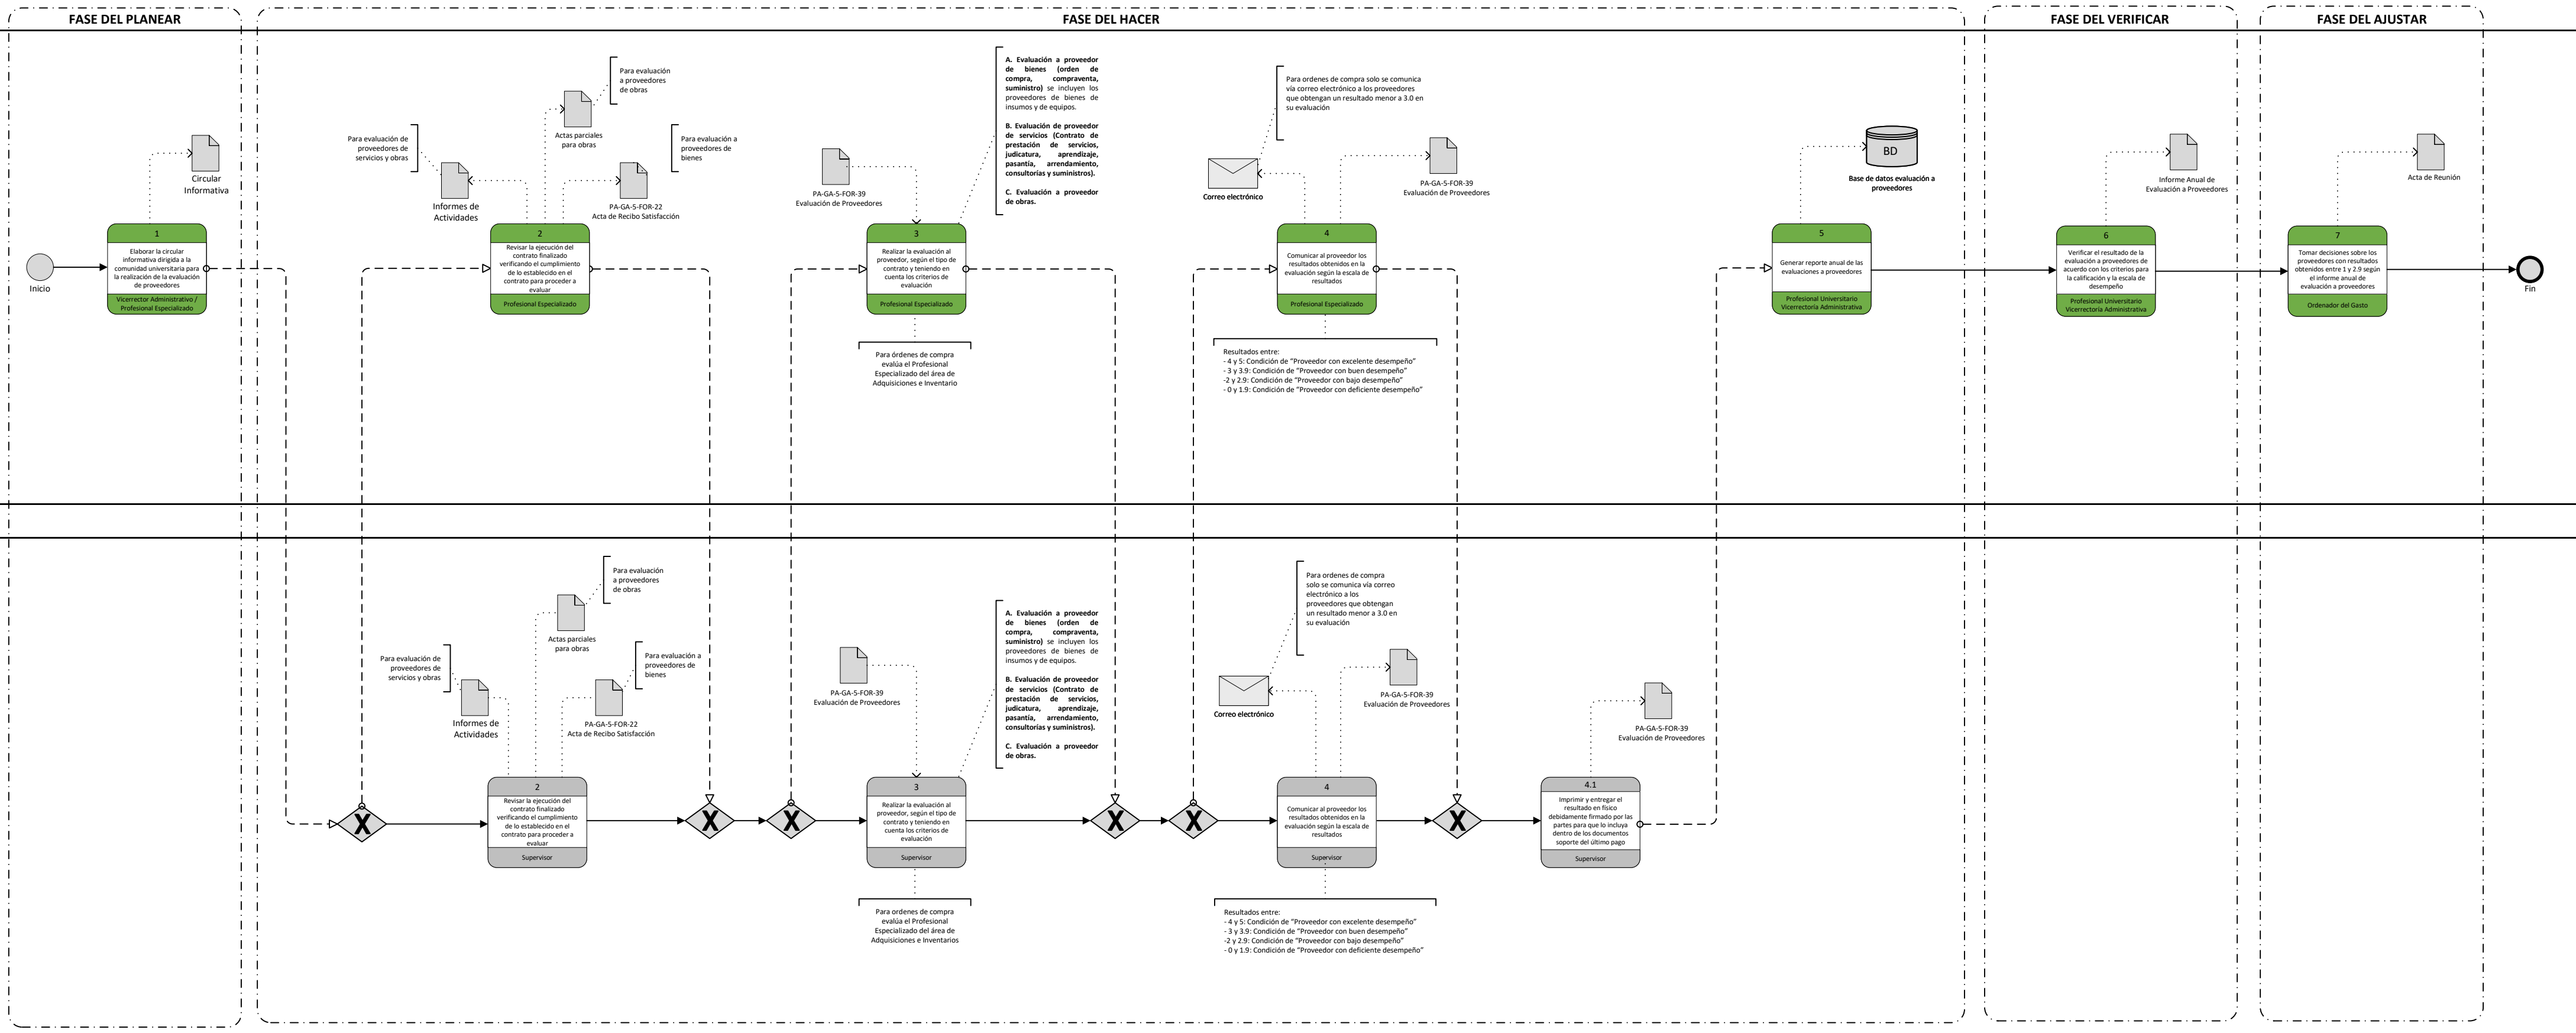 FASE DEL PLANEAR
FASE DEL HACER
FASE DEL VERIFICAR
FASE DEL AJUSTAR
Inicio
Circular
Informativa
1
Elaborar la circular
informativa dirigida a la
comunidad universitaria para
la realización de la evaluación
de proveedores
Vicerrector Administrativo /
Profesional Especializado
Para evaluación de
proveedores de
servicios y obras
Informes de
Actividades
Para evaluación
a proveedores
de obras
Actas parciales
para obras
Para evaluación a
proveedores de
bienes
PA-GA-5-FOR-22
Acta de Recibo Satisfacción
2
Revisar la ejecución del
contrato finalizado
verificando el cumplimiento
de lo establecido en el
contrato para proceder a
evaluar
Profesional Especializado
PA-GA-5-FOR-39
Evaluación de Proveedores
A. Evaluación a proveedor
de bienes (orden de
compra, compraventa,
suministro) se incluyen los
proveedores de bienes de
insumos y de equipos.
B. Evaluación de proveedor
de servicios (Contrato de
prestación de servicios,
judicatura, aprendizaje,
pasantía, arrendamiento,
consultorías y suministros).
C. Evaluación a proveedor
de obras.
3
Realizar la evaluación al
proveedor, según el tipo de
contrato y teniendo en
cuenta los criterios de
evaluación
Profesional Especializado
Para órdenes de compra
evalúa el Profesional
Especializado del área de
Adquisiciones e Inventario
Para ordenes de compra solo se comunica
vía correo electrónico a los proveedores
que obtengan un resultado menor a 3.0 en
su evaluación
Correo electrónico
PA-GA-5-FOR-39
Evaluación de Proveedores
4
Comunicar al proveedor los
resultados obtenidos en la
evaluación según la escala de
resultados
Profesional Especializado
Resultados entre:
- 4 y 5: Condición de “Proveedor con excelente desempeño”
- 3 y 3.9: Condición de “Proveedor con buen desempeño”
-2 y 2.9: Condición de “Proveedor con bajo desempeño”
- 0 y 1.9: Condición de “Proveedor con deficiente desempeño”
BD
Base de datos evaluación a
proveedores
5
Generar reporte anual de las
evaluaciones a proveedores
Profesional Universitario
Vicerrectoría Administrativa
Informe Anual de
Evaluación a Proveedores
6
Verificar el resultado de la
evaluación a proveedores de
acuerdo con los criterios para
la calificación y la escala de
desempeño
Profesional Universitario
Vicerrectoría Administrativa
Acta de Reunión
7
Tomar decisiones sobre los
proveedores con resultados
obtenidos entre 1 y 2.9 según
el informe anual de
evaluación a proveedores
Ordenador del Gasto
Fin
Para evaluación de
proveedores de
servicios y obras
Informes de
Actividades
Para evaluación
a proveedores
de obras
Actas parciales
para obras
Para evaluación a
proveedores de
bienes
PA-GA-5-FOR-22
Acta de Recibo Satisfacción
X
2
Revisar la ejecución del
contrato finalizado
verificando el cumplimiento
de lo establecido en el
contrato para proceder a
evaluar
Supervisor
X
X
PA-GA-5-FOR-39
Evaluación de Proveedores
A. Evaluación a proveedor
de bienes (orden de
compra, compraventa,
suministro) se incluyen los
proveedores de bienes de
insumos y de equipos.
B. Evaluación de proveedor
de servicios (Contrato de
prestación de servicios,
judicatura, aprendizaje,
pasantía, arrendamiento,
consultorías y suministros).
C. Evaluación a proveedor
de obras.
3
Realizar la evaluación al
proveedor, según el tipo de
contrato y teniendo en
cuenta los criterios de
evaluación
Supervisor
Para ordenes de compra
evalúa el Profesional
Especializado del área de
Adquisiciones e Inventarios
X
X
Para ordenes de compra
solo se comunica vía correo
electrónico a los
proveedores que obtengan
un resultado menor a 3.0 en
su evaluación
Correo electrónico
PA-GA-5-FOR-39
Evaluación de Proveedores
4
Comunicar al proveedor los
resultados obtenidos en la
evaluación según la escala de
resultados
Supervisor
Resultados entre:
- 4 y 5: Condición de “Proveedor con excelente desempeño”
- 3 y 3.9: Condición de “Proveedor con buen desempeño”
-2 y 2.9: Condición de “Proveedor con bajo desempeño”
- 0 y 1.9: Condición de “Proveedor con deficiente desempeño”
X
PA-GA-5-FOR-39
Evaluación de Proveedores
4.1
Imprimir y entregar el
resultado en físico
debidamente firmado por las
partes para que lo incluya
dentro de los documentos
soporte del último pago
Supervisor